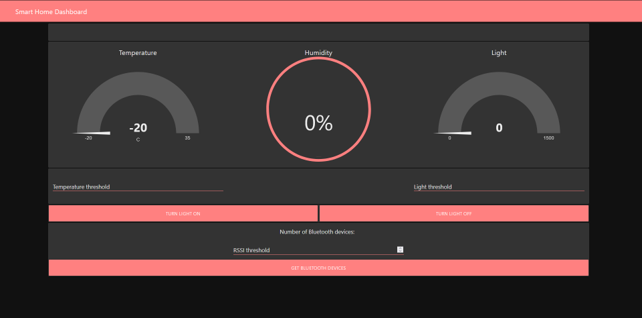 Smart Home Dashboard
Temperature Humidity Light
-20 0% 0
C
-20 35 0 1500
Temperature threshold Light threshold
TURN LIGHT ON TURN LIGHT OFF
Number of Bluetooth devices:
RSSI threshold
GET BLUETOOTH DEVICES